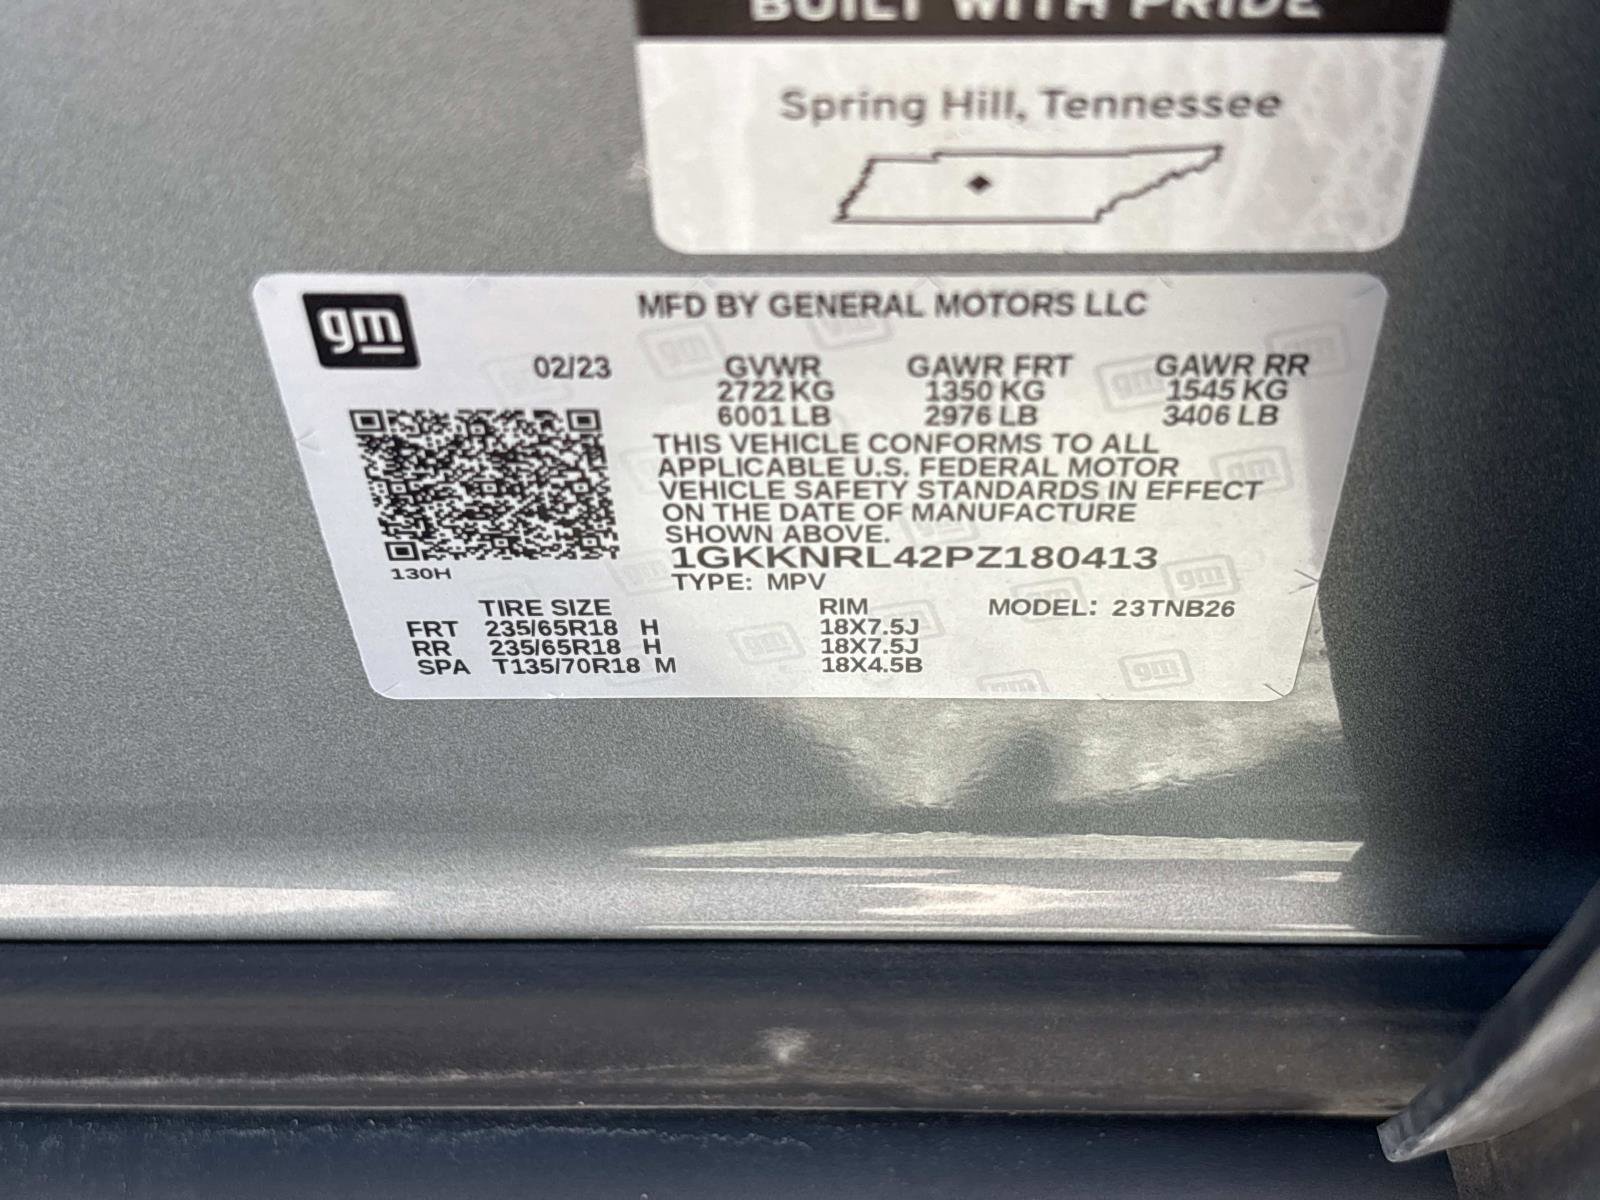 BUILT WITH PRIDE
Spring Hill, Tennessee
gm
MFD BY GENERAL MOTORS LLC
02/23 GVWR GAWR FRT GAWR RR
2722 KG 1350 KG 1545 KG
6001 LB 2976 LB 3406 LB
THIS VEHICLE CONFORMS TO ALL
APPLICABLE U.S. FEDERAL MOTOR
VEHICLE SAFETY STANDARDS IN EFFECT
ON THE DATE OF MANUFACTURE
SHOWN ABOVE.
1GKKNRL42PZ180413
130H
TYPE: MPV
TIRE SIZE RIM MODEL: 23TNB26
FRT 235/65R18 H 18X7.5J
RR 235/65R18 H 18X7.5J
SPA T135/70R18 M 18X4.5B